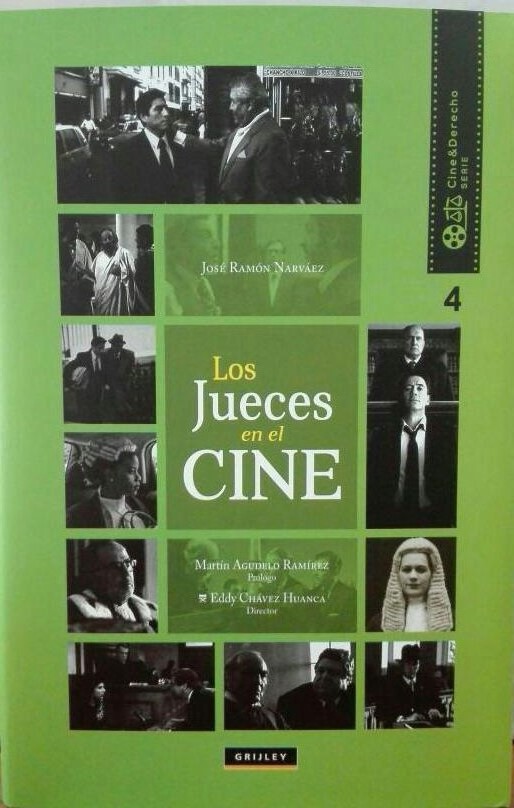 Cine&Derecho
SERIE
4
JOSÉ RAMÓN NARVÁEZ
Los
Jueces
en el
CINE
Martín AGUDELO RAMÍREZ
Prólogo
Eddy CHÁVEZ HUANCA
Director
GRIJLEY